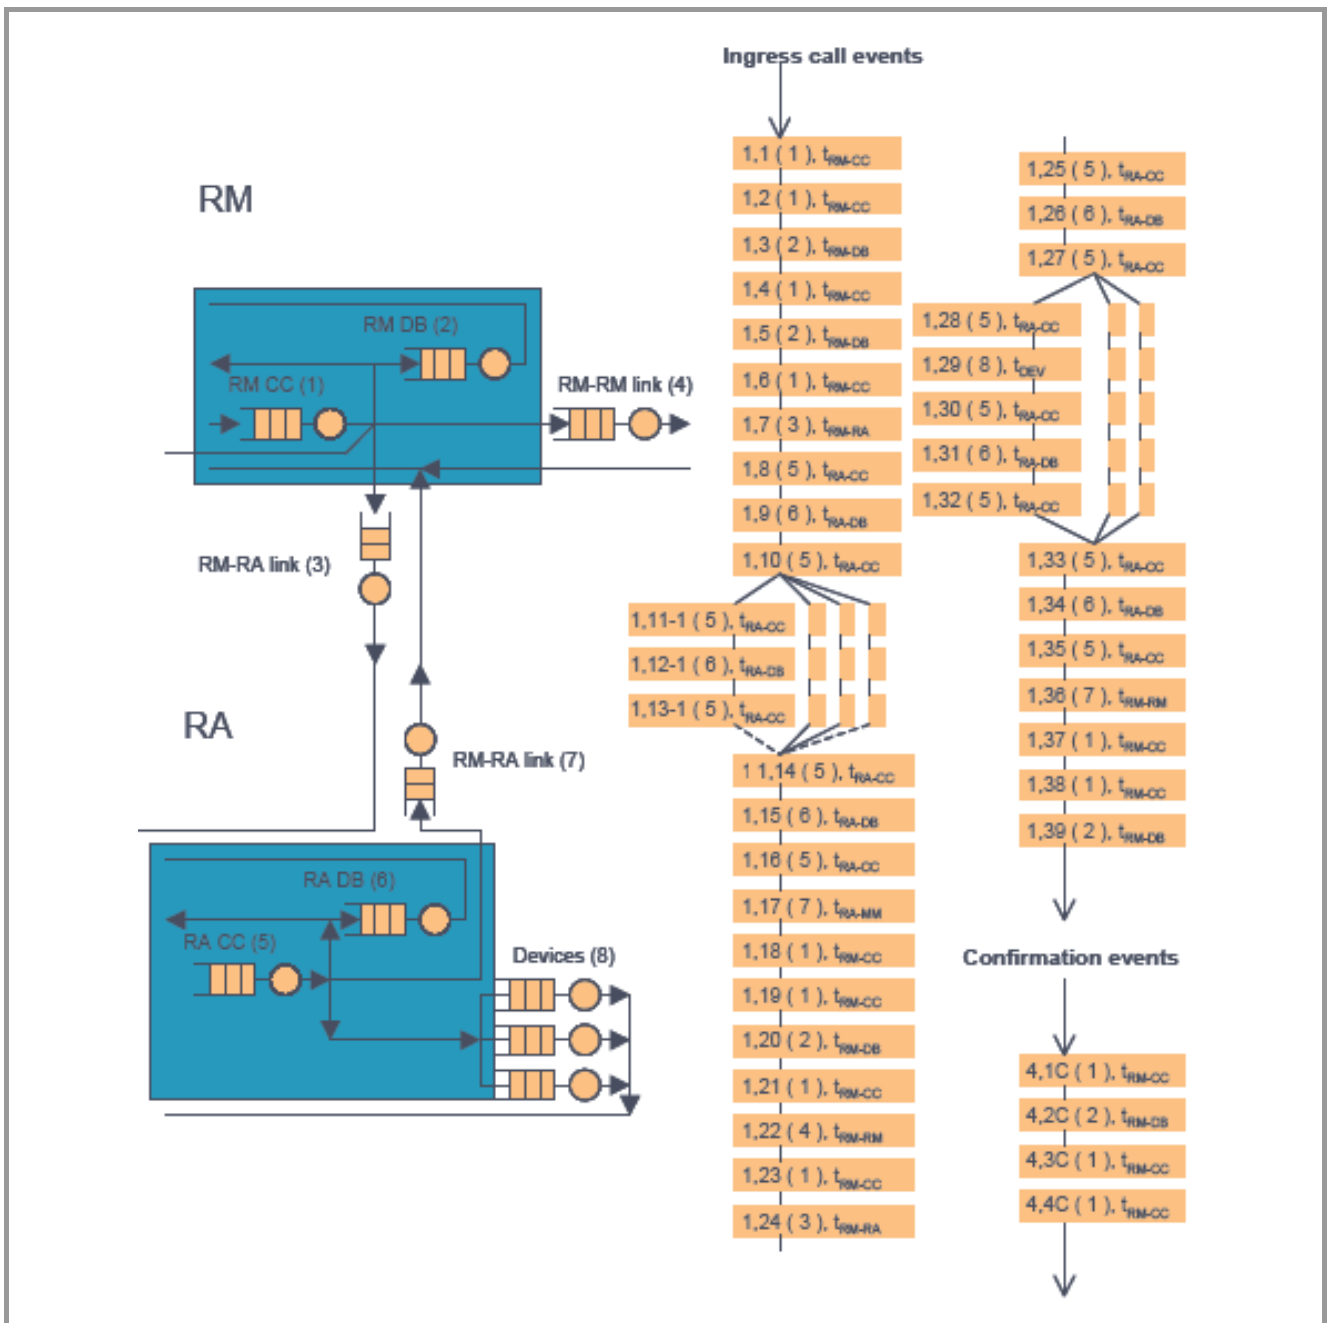 Ingress call events
RM
RM DB (2)
RM CC (1)
RM-RM link (4)
RM-RA link (3)
RA
RM-RA link (7)
RA DB (6)
RA CC (5)
Devices (8)
1,1 ( 1 ), tRM-CC
1,2 ( 1 ), tRM-CC
1,3 ( 2 ), tRM-DB
1,4 ( 1 ), tRM-CC
1,5 ( 2 ), tRM-DB
1,6 ( 1 ), tRM-CC
1,7 ( 3 ), tRM-RA
1,8 ( 5 ), tRA-CC
1,9 ( 6 ), tRA-DB
1,10 ( 5 ), tRA-CC
1,11-1 ( 5 ), tRA-CC
1,12-1 ( 6 ), tRA-DB
1,13-1 ( 5 ), tRA-CC
1 1,14 ( 5 ), tRA-CC
1,15 ( 6 ), tRA-DB
1,16 ( 5 ), tRA-CC
1,17 ( 7 ), tRA-MM
1,18 ( 1 ), tRM-CC
1,19 ( 1 ), tRM-CC
1,20 ( 2 ), tRM-DB
1,21 ( 1 ), tRM-CC
1,22 ( 4 ), tRM-RM
1,23 ( 1 ), tRM-CC
1,24 ( 3 ), tRM-RA
1,25 ( 5 ), tRA-CC
1,26 ( 6 ), tRA-DB
1,27 ( 5 ), tRA-CC
1,28 ( 5 ), tRA-CC
1,29 ( 8 ), tDEV
1,30 ( 5 ), tRA-CC
1,31 ( 6 ), tRA-DB
1,32 ( 5 ), tRA-CC
1,33 ( 5 ), tRA-CC
1,34 ( 6 ), tRA-DB
1,35 ( 5 ), tRA-CC
1,36 ( 7 ), tRM-RM
1,37 ( 1 ), tRM-CC
1,38 ( 1 ), tRM-CC
1,39 ( 2 ), tRM-DB
Confirmation events
4,1C ( 1 ), tRM-CC
4,2C ( 2 ), tRM-DB
4,3C ( 1 ), tRM-CC
4,4C ( 1 ), tRM-CC